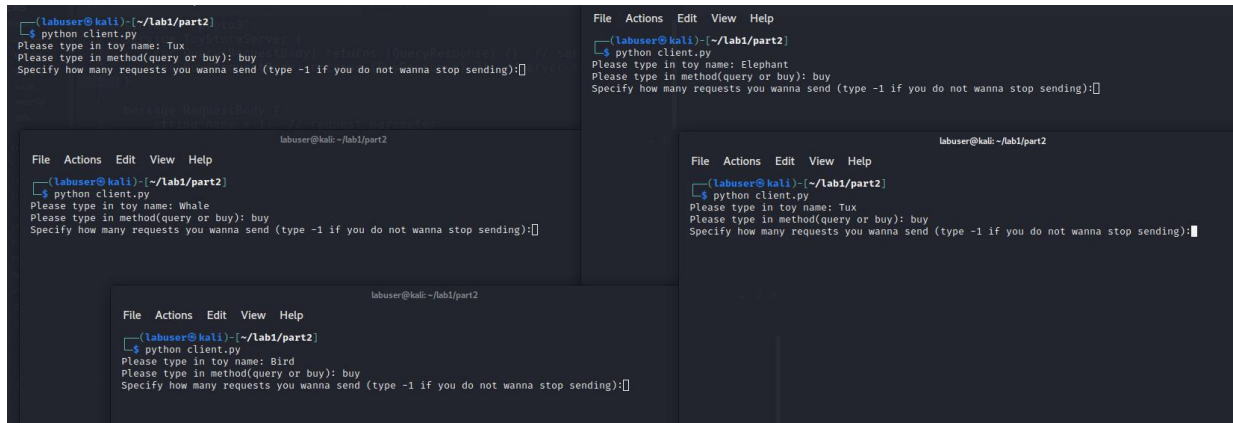 (labuser㉿kali)-[~/lab1/part2]
$ python client.py
Please type in toy name: Tux
Please type in method(query or buy): buy
Specify how many requests you wanna send (type -1 if you do not wanna stop sending):
File Actions Edit View Help
(labuser㉿kali)-[~/lab1/part2]
$ python client.py
Please type in toy name: Elephant
Please type in method(query or buy): buy
Specify how many requests you wanna send (type -1 if you do not wanna stop sending):
labuser@kali: ~/lab1/part2
File Actions Edit View Help
(labuser㉿kali)-[~/lab1/part2]
$ python client.py
Please type in toy name: Whale
Please type in method(query or buy): buy
Specify how many requests you wanna send (type -1 if you do not wanna stop sending):
labuser@kali: ~/lab1/part2
File Actions Edit View Help
(labuser㉿kali)-[~/lab1/part2]
$ python client.py
Please type in toy name: Tux
Please type in method(query or buy): buy
Specify how many requests you wanna send (type -1 if you do not wanna stop sending):
labuser@kali: ~/lab1/part2
File Actions Edit View Help
(labuser㉿kali)-[~/lab1/part2]
$ python client.py
Please type in toy name: Bird
Please type in method(query or buy): buy
Specify how many requests you wanna send (type -1 if you do not wanna stop sending):